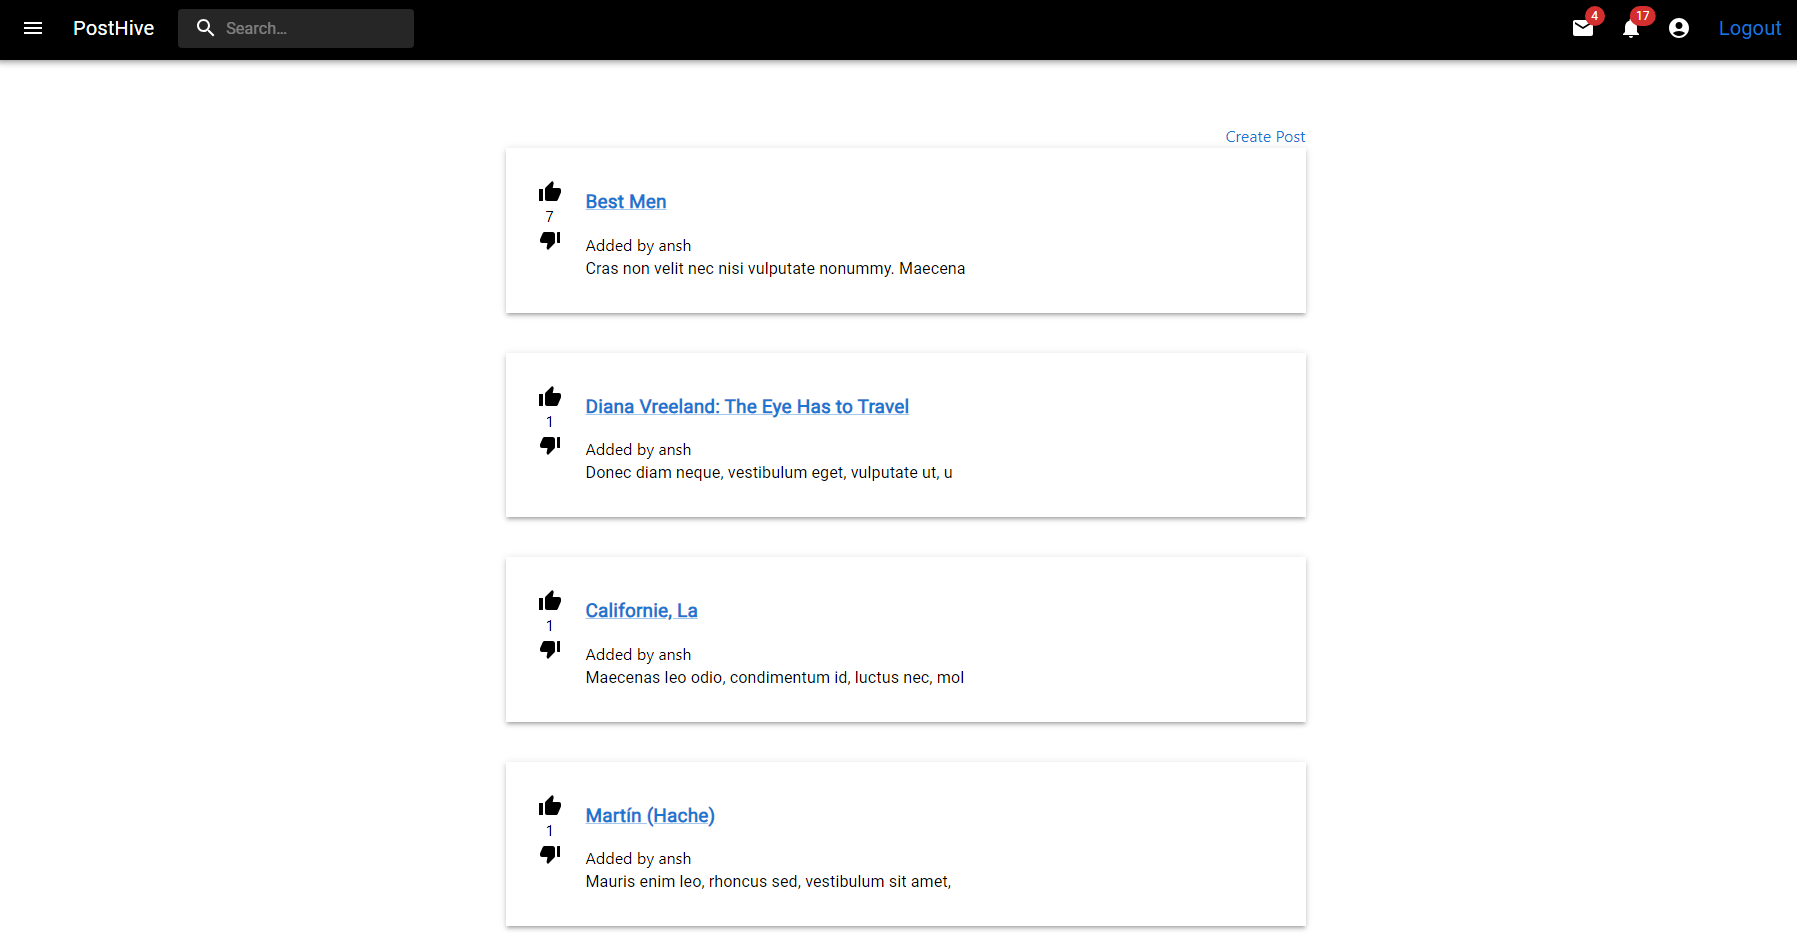 PostHive
Search...
4
17
Logout
Create Post
7
Best Men
Added by ansh
Cras non velit nec nisi vulputate nonummy. Maecena
1
Diana Vreeland: The Eye Has to Travel
Added by ansh
Donec diam neque, vestibulum eget, vulputate ut, u
1
Californie, La
Added by ansh
Maecenas leo odio, condimentum id, luctus nec, mol
1
Martín (Hache)
Added by ansh
Mauris enim leo, rhoncus sed, vestibulum sit amet,